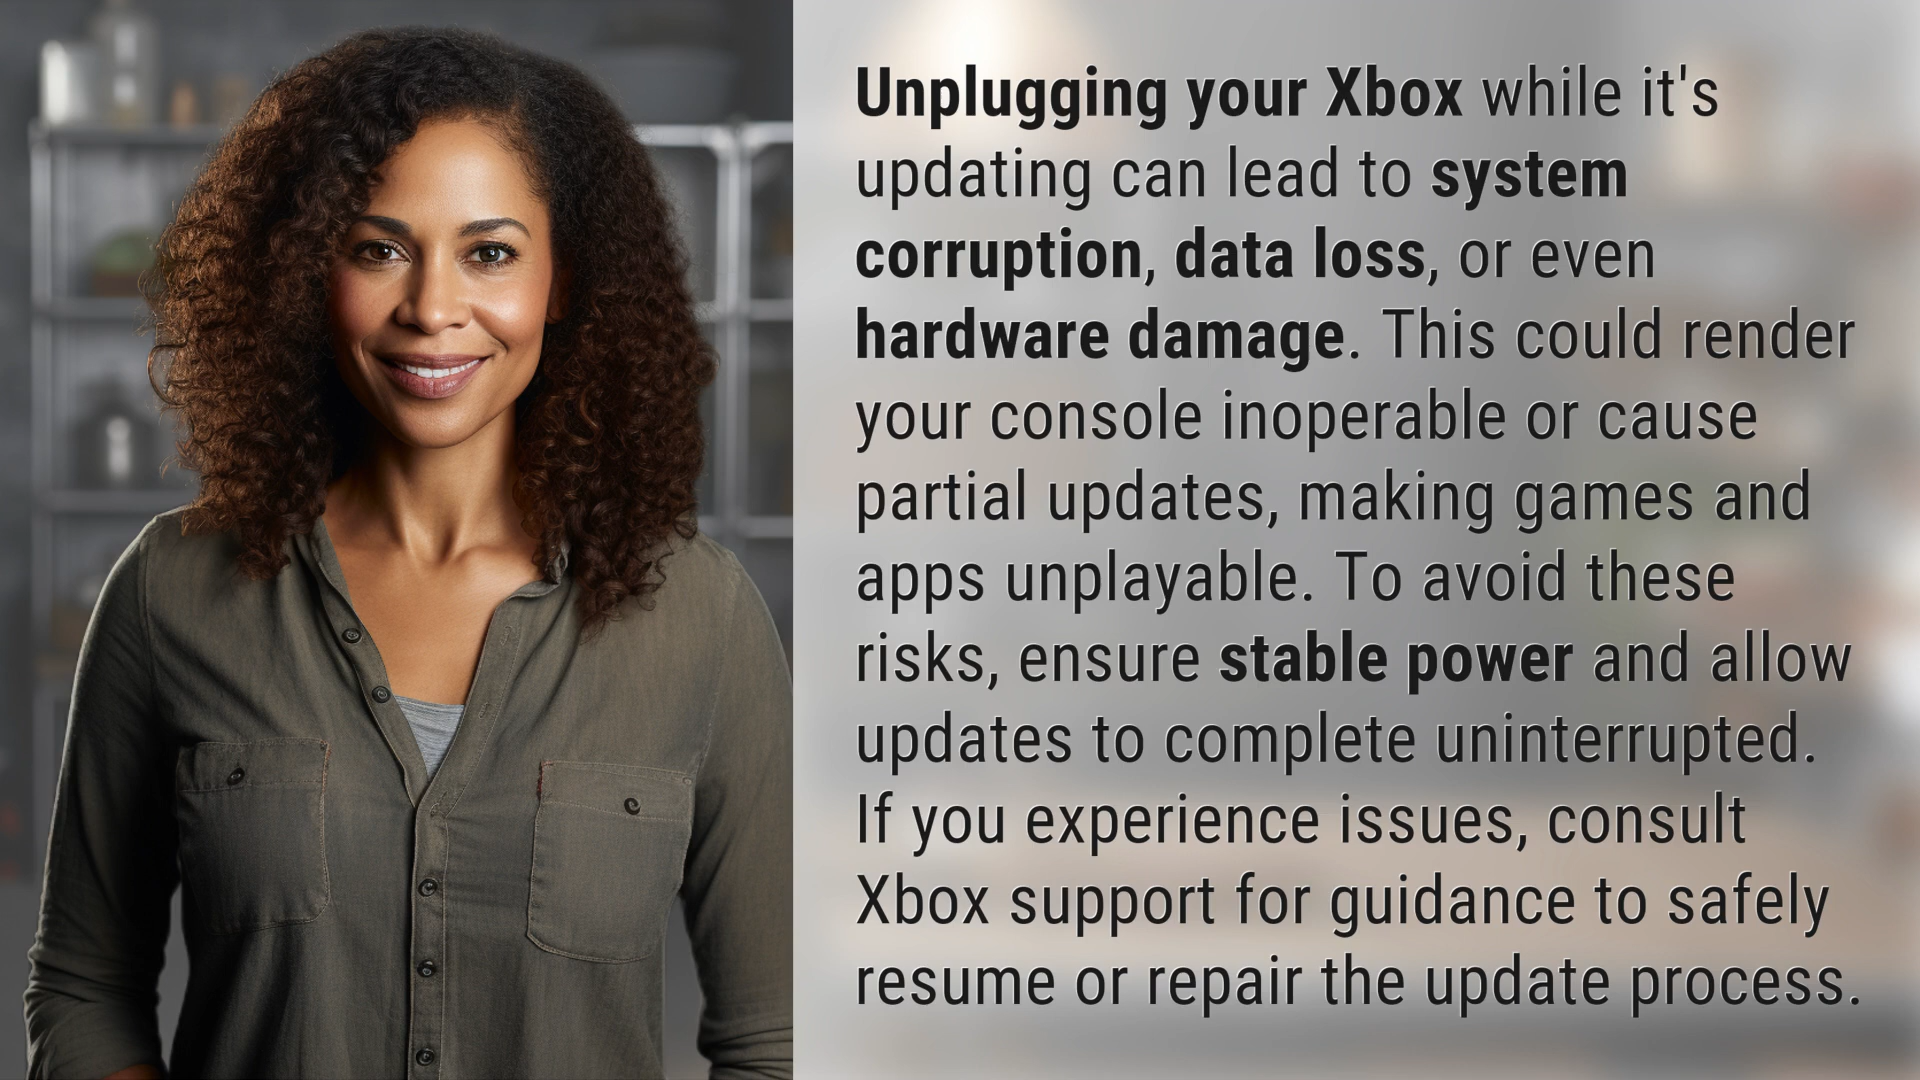 Unplugging your Xbox while it's
updating can lead to system
corruption, data loss, or even
hardware damage. This could render
your console inoperable or cause
partial updates, making games and
apps unplayable. To avoid these
risks, ensure stable power and allow
updates to complete uninterrupted.
If you experience issues, consult
Xbox support for guidance to safely
resume or repair the update process.